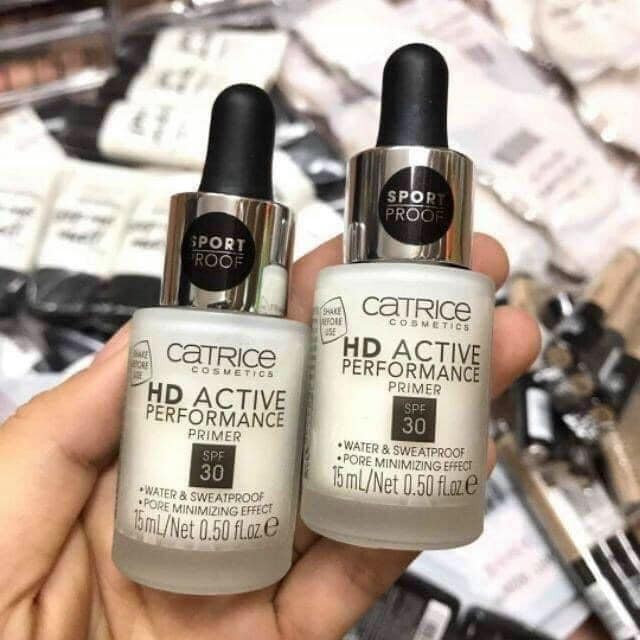 SPORT
PROOF
SHAKE
BEFORE
USE
CATRICE
COSMETICS
HD ACTIVE
PERFORMANCE
PRIMER
SPF
30
• WATER & SWEATPROOF
• PORE MINIMIZING EFFECT
15 mL/Net 0.50 fl.oz. e
SPORT
PROOF
SHAKE
BEFORE
USE
CATRICE
COSMETICS
HD ACTIVE
PERFORMANCE
PRIMER
SPF
30
• WATER & SWEATPROOF
• PORE MINIMIZING EFFECT
15 mL/Net 0.50 fl.oz. e